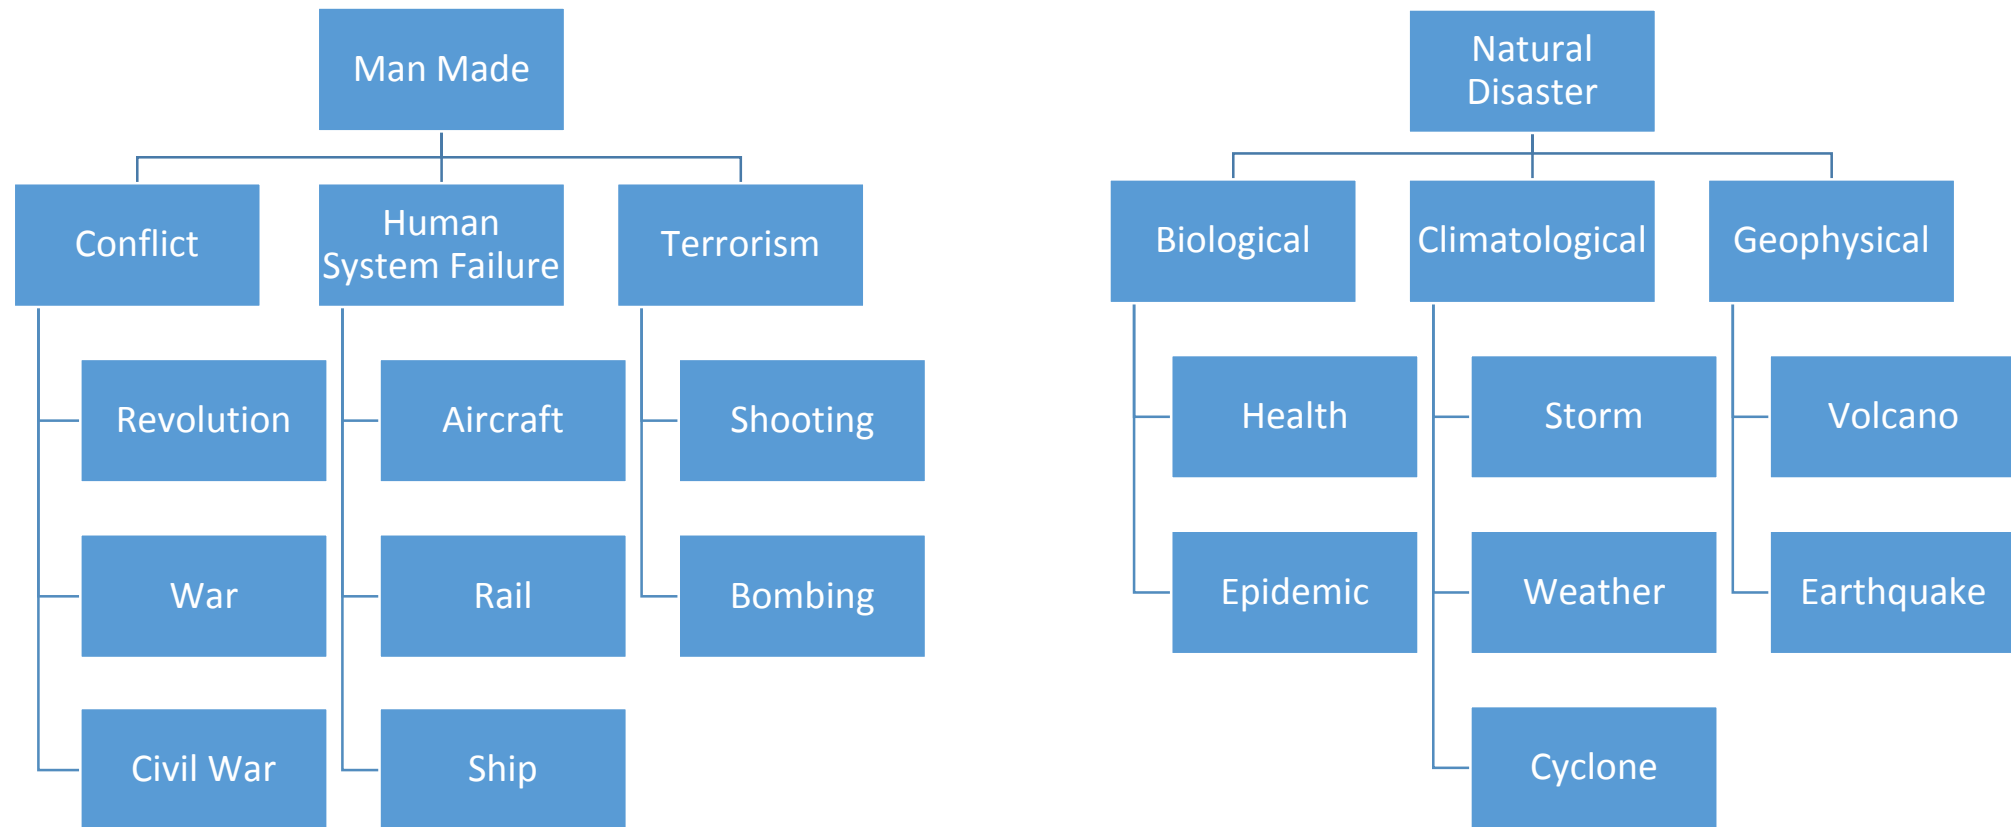 Man Made
Conflict
Human
System Failure
Terrorism
Revolution
Aircraft
Shooting
War
Rail
Bombing
Civil War
Ship
Natural
Disaster
Biological
Climatological
Geophysical
Health
Storm
Volcano
Epidemic
Weather
Earthquake
Cyclone